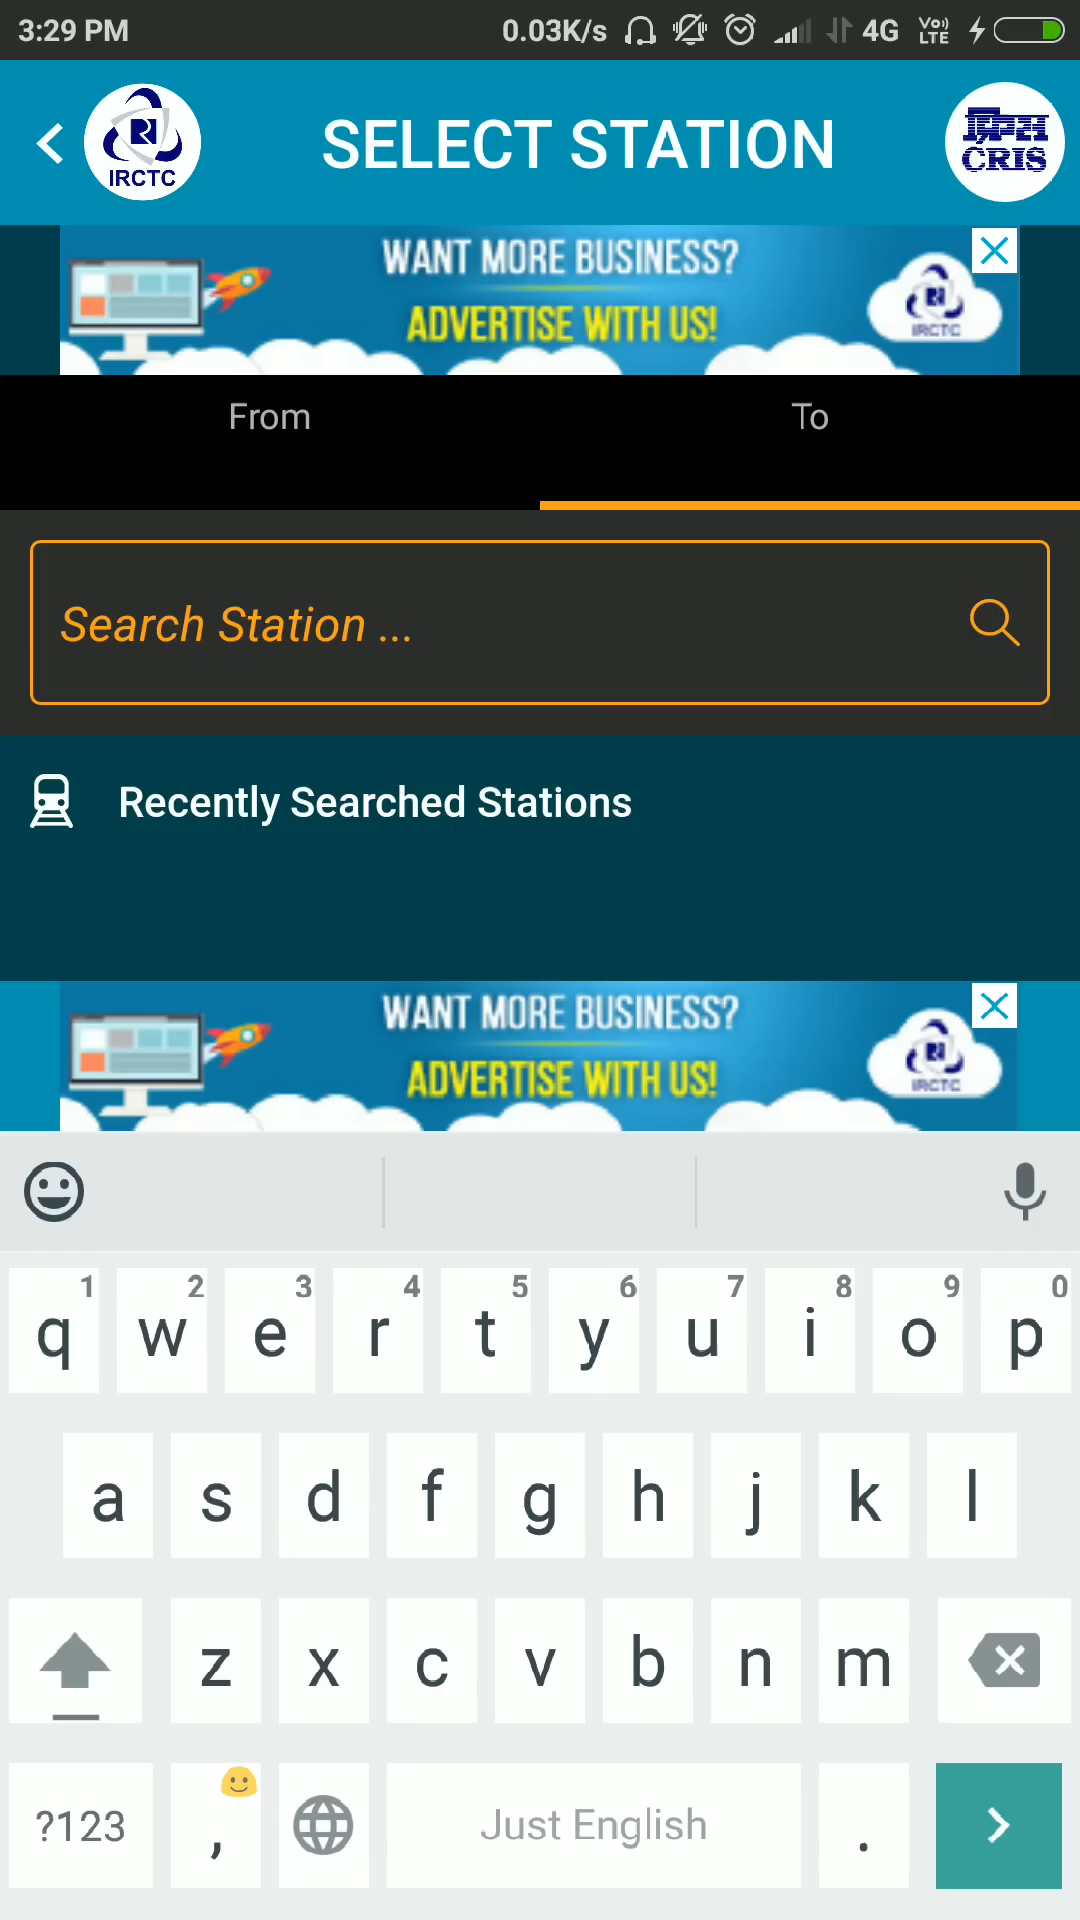 3:29 PM 0.03K/s 4G Vo)) LTE
IRCTC SELECT STATION CRIS
WANT MORE BUSINESS?
ADVERTISE WITH US!
IRCTC
From To
Search Station ...
Recently Searched Stations
WANT MORE BUSINESS?
ADVERTISE WITH US!
IRCTC
1 2 3 4 5 6 7 8 9 0
q w e r t y u i o p
a s d f g h j k l
z x c v b n m
?123 , Just English .